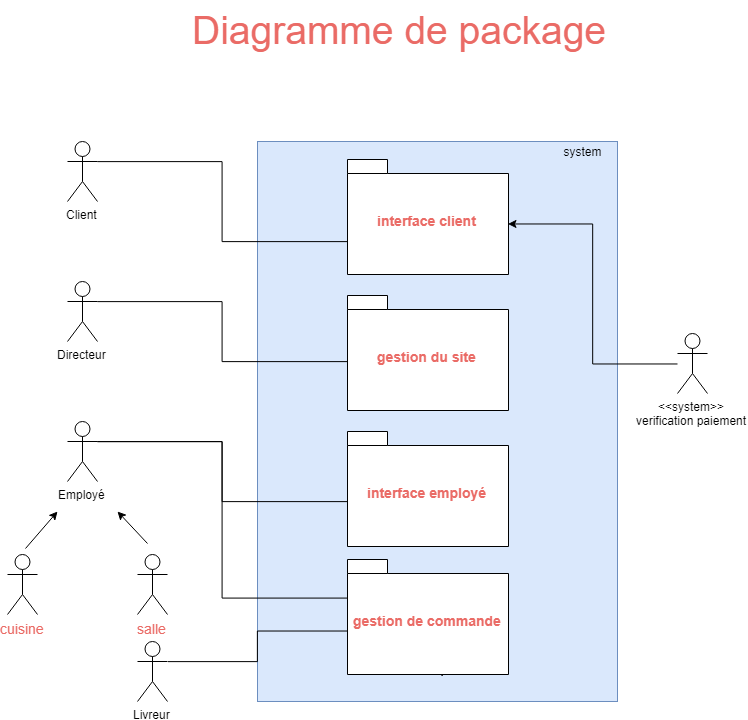 Diagramme de package
system
Client
interface client
Directeur
gestion du site
<<system>>
verification paiement
Employé
interface employé
cuisine
salle
gestion de commande
Livreur